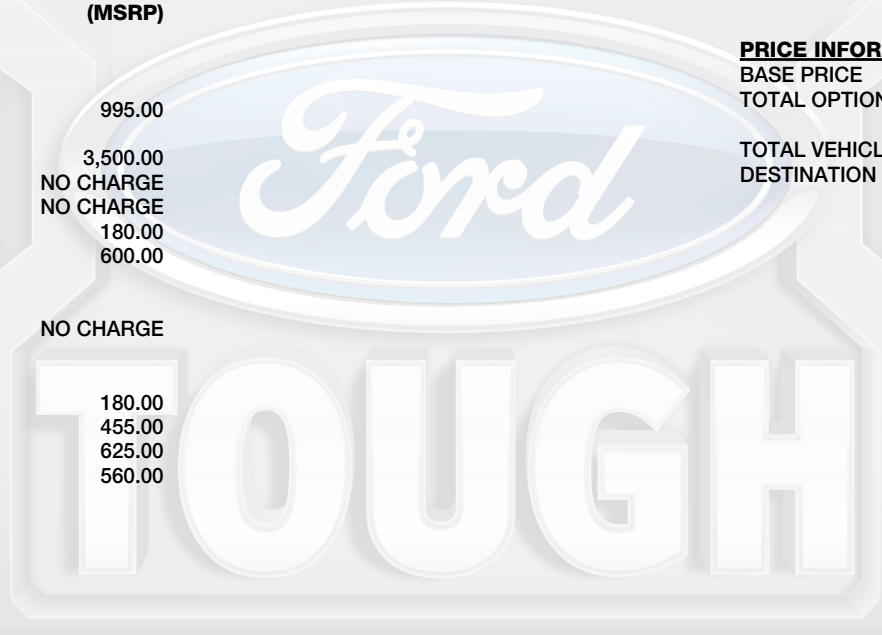 (MSRP)
995.00
3,500.00
NO CHARGE
NO CHARGE
180.00
600.00
NO CHARGE
180.00
455.00
625.00
560.00
PRICE INFOR
BASE PRICE
TOTAL OPTION
TOTAL VEHICL
DESTINATION
Ford
TOUGH